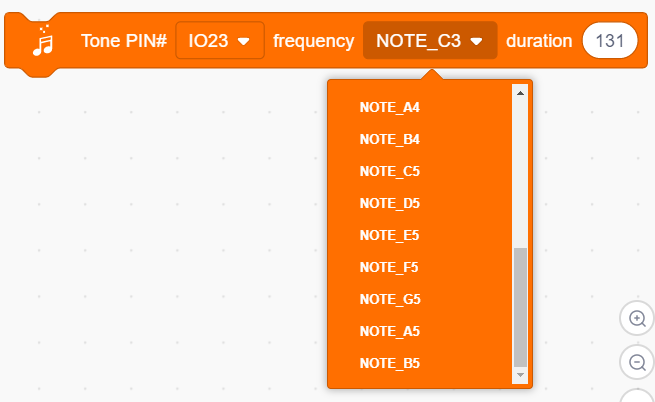 Tone PIN# IO23 frequency NOTE_C3 duration 131
NOTE_A4
NOTE_B4
NOTE_C5
NOTE_D5
NOTE_E5
NOTE_F5
NOTE_G5
NOTE_A5
NOTE_B5